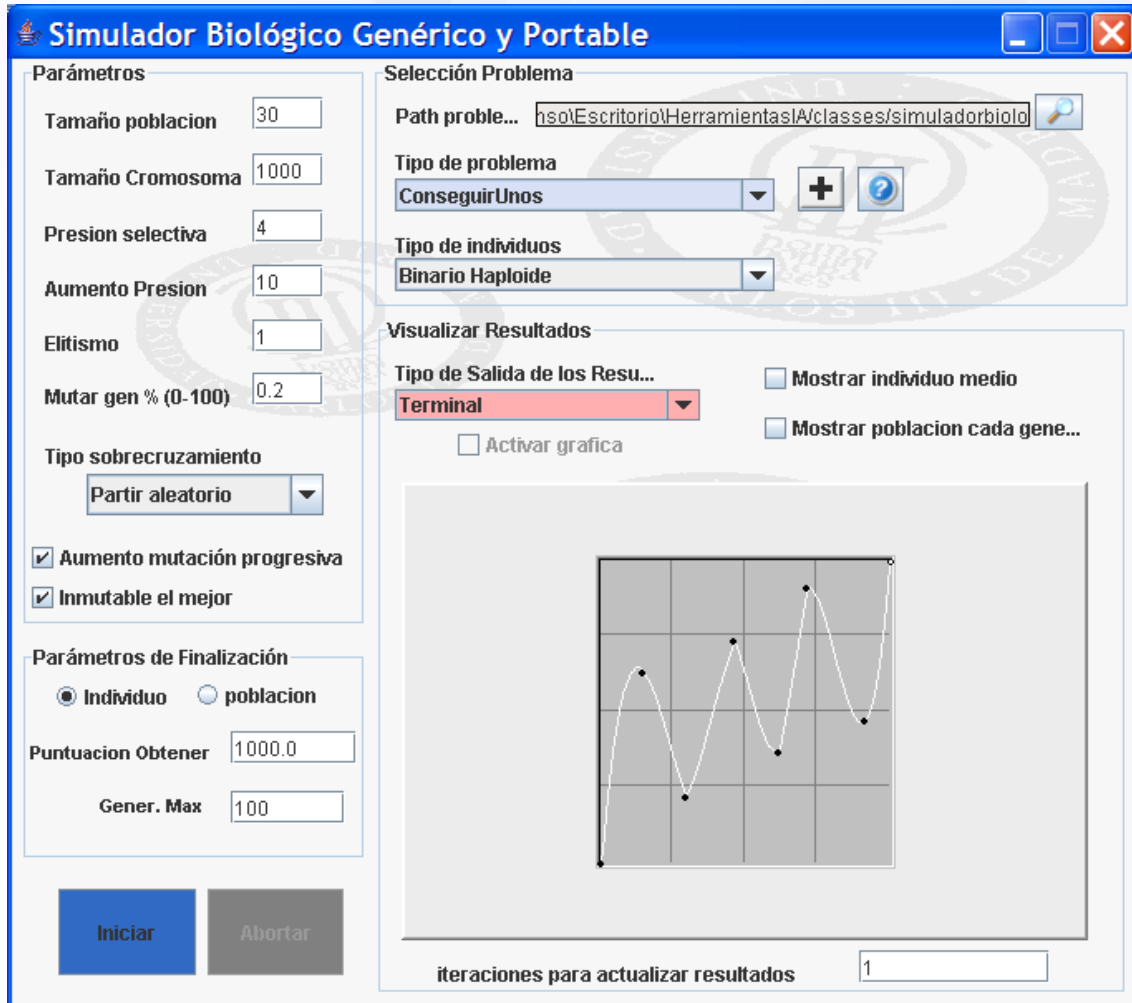 Simulador Biológico Genérico y Portable
Parámetros
Tamaño poblacion 30
Tamaño Cromosoma 1000
Presion selectiva 4
Aumento Presion 10
Elitismo 1
Mutar gen % (0-100) 0.2
Tipo sobrecruzamiento
Partir aleatorio
Aumento mutación progresiva
Inmutable el mejor
Parámetros de Finalización
Individuo poblacion
Puntuacion Obtener 1000.0
Gener. Max 100
Iniciar Abortar
Selección Problema
Path proble... nso\Escritorio\HerramientasIA/classes/simuladorbiolo
Tipo de problema
ConseguirUnos
Tipo de individuos
Binario Haploide
Visualizar Resultados
Tipo de Salida de los Resu...
Terminal
Activar grafica
Mostrar individuo medio
Mostrar poblacion cada gene...
iteraciones para actualizar resultados 1